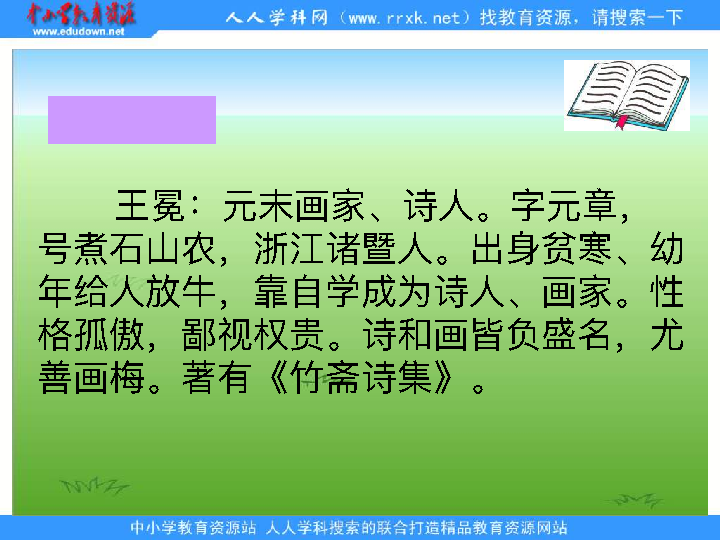 中小学教育资源站
www.edudown.net
人人学科网（www.rrxk.net）找教育资源，请搜索一下
王冕：元末画家、诗人。字元章，
号煮石山农，浙江诸暨人。出身贫寒、幼
年给人放牛，靠自学成为诗人、画家。性
格孤傲，鄙视权贵。诗和画皆负盛名，尤
善画梅。著有《竹斋诗集》。
中小学教育资源站 人人学科搜索的联合打造精品教育资源网站